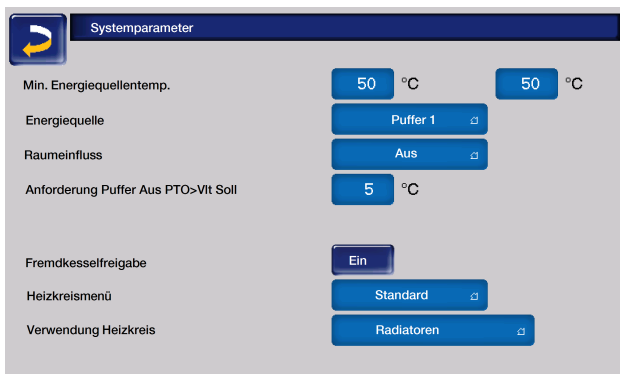 Systemparameter
Min. Energiequellentemp. 50 °C 50 °C
Energiequelle Puffer 1
Raumeinfluss Aus
Anforderung Puffer Aus PTO>Vlt Soll 5 °C
Fremdkesselfreigabe Ein
Heizkreismenü Standard
Verwendung Heizkreis Radiatoren